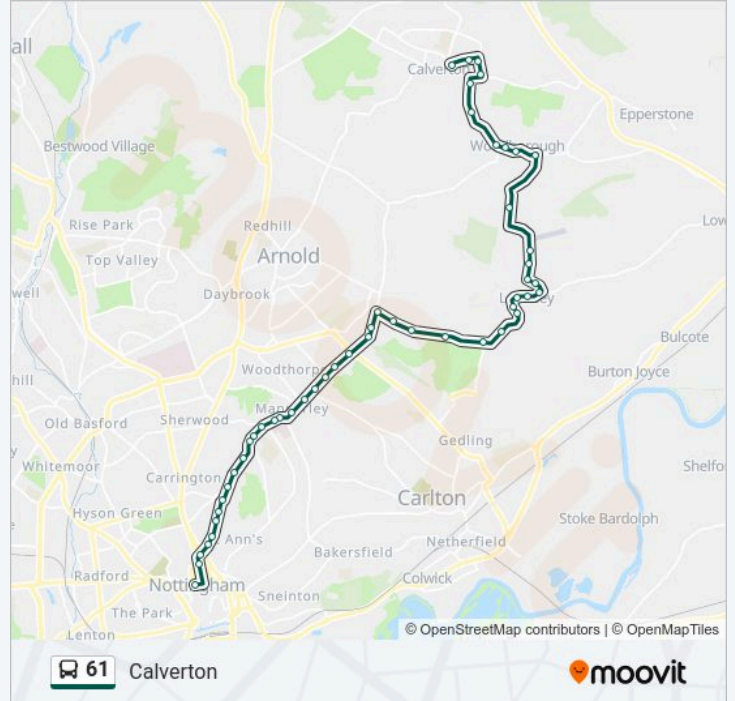 all
Calverton
Epperstone
Bestwood Village
Woodborough
Rise Park
Redhill
Low
Top Valley
Arnold
well
Daybrook
Lambley
Bulcote
hill
Woodthorpe
Burton Joyce
Mapperley
Old Basford
Sherwood
Gedling
y
Whitemoor
Shelfo
Carrington
Carlton
Hyson Green
Stoke Bardolph
Ann's
Netherfield
Bakersfield
Radford
Nottingham
Colwick
Sneinton
The Park
Lenton
© OpenStreetMap contributors | © OpenMapTiles
61 Calverton
moovit